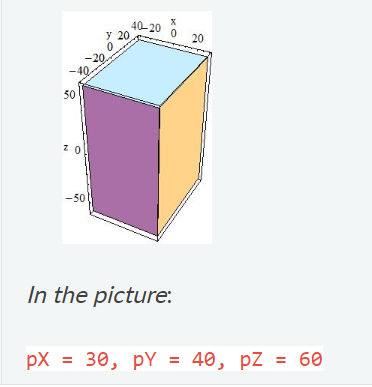 x
40 -20 0 20
y 20
0
-20
-40
50
z 0
-50
In the picture:
pX = 30, pY = 40, pZ = 60